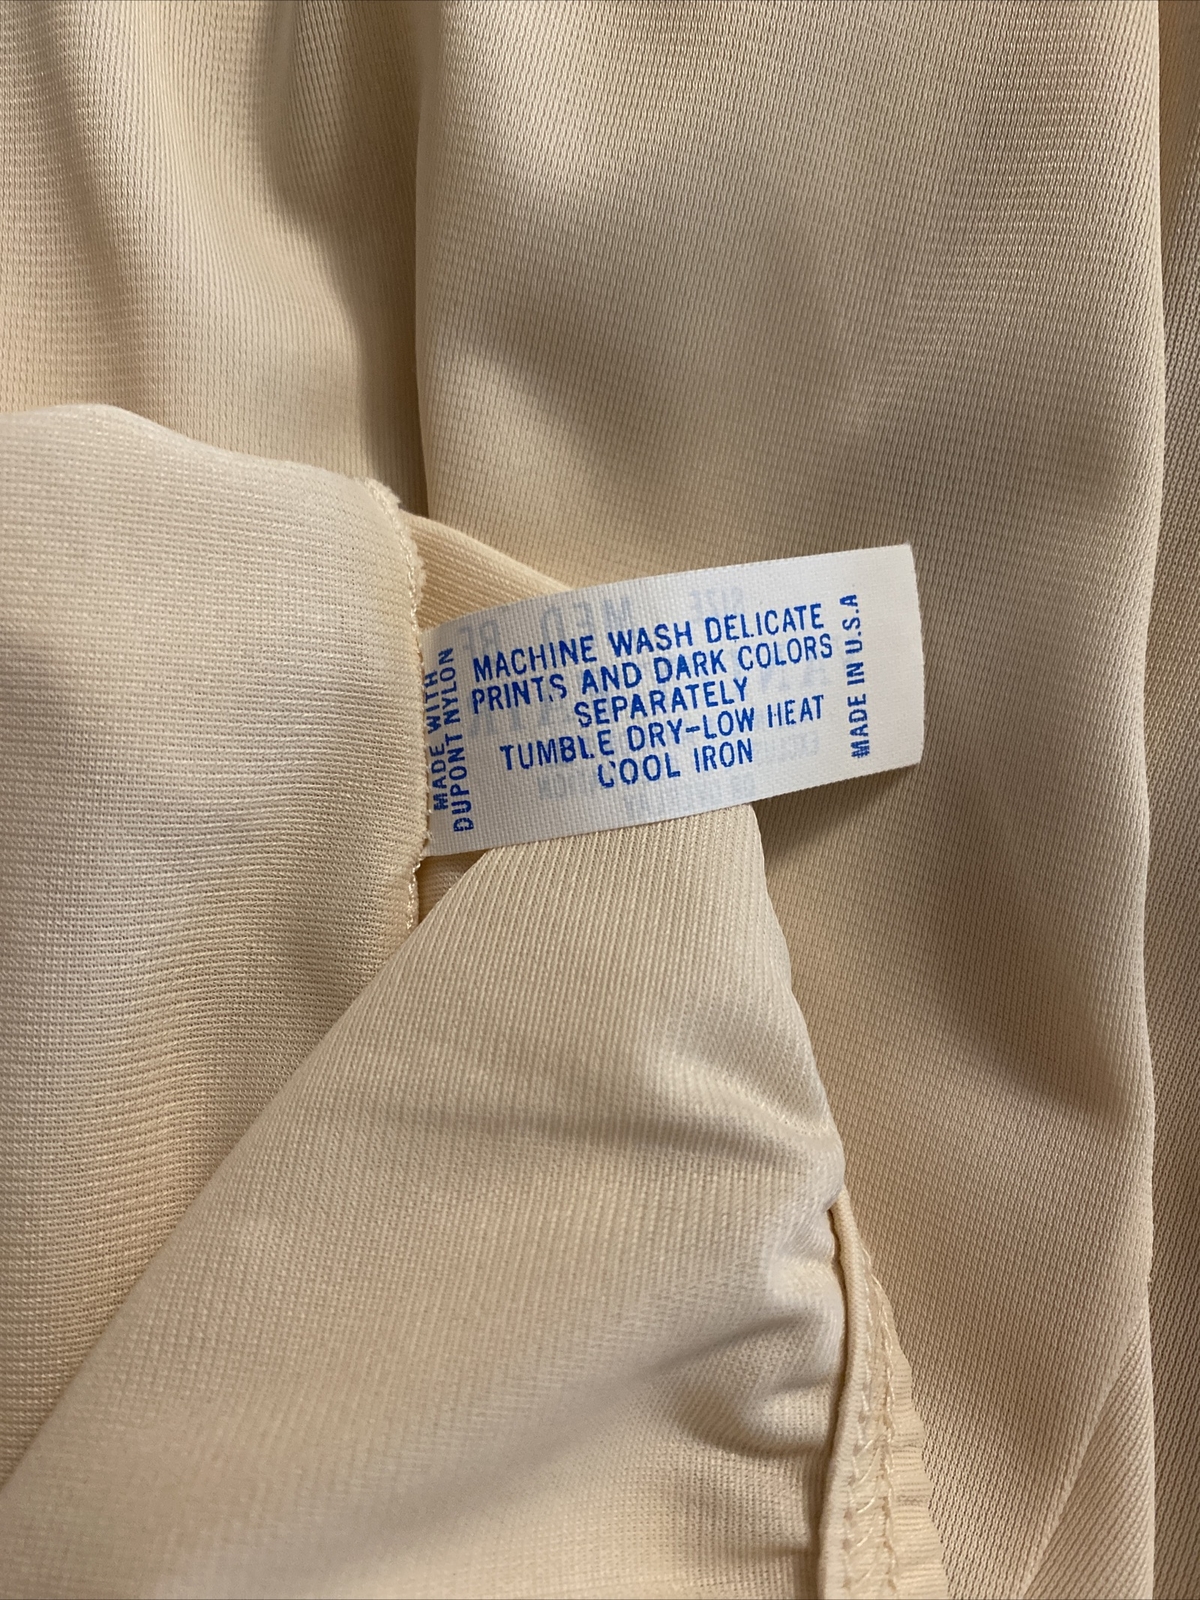 MADE WITH
DUPONT NYLON
MACHINE WASH DELICATE
PRINTS AND DARK COLORS
SEPARATELY
TUMBLE DRY-LOW HEAT
COOL IRON
MADE IN U.S.A